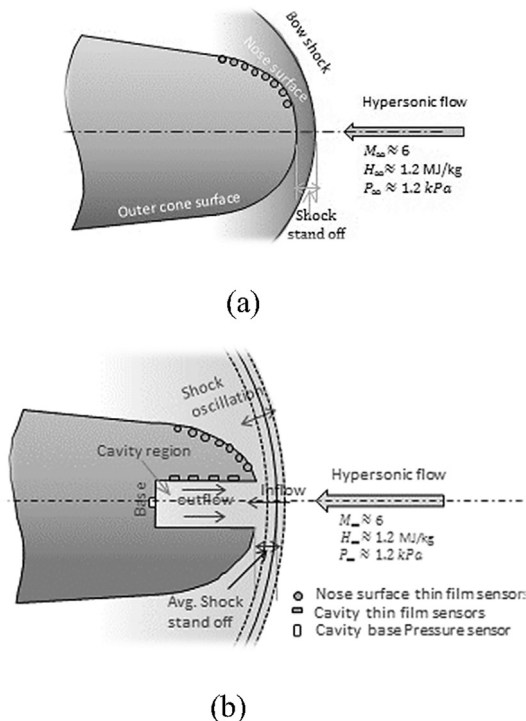 Bow shock
Nose surface
Hypersonic flow
M∞ ≈ 6
H∞ ≈ 1.2 MJ/kg
P∞ ≈ 1.2 kPa
Outer cone surface
Shock
stand off
(a)
Shock
oscillation
Cavity region
Hypersonic flow
Base
outflow
Inflow
M∞ ≈ 6
H∞ ≈ 1.2 MJ/kg
P∞ ≈ 1.2 kPa
Avg. Shock
stand off
Nose surface thin film sensors
Cavity thin film sensors
Cavity base Pressure sensor
(b)